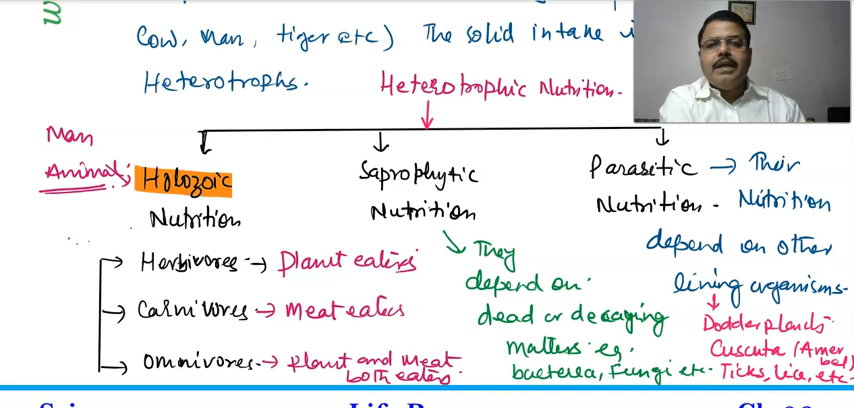 Cow, Man, tiger etc) The solid intake
Heterotrophs.
Heterotrophic Nutrition.
Man
Animals
Holozoic
Nutrition
Saprophytic
Nutrition
Parasitic → Their
Nutrition. Nutrition
depend on other
living organisms.
Herbivores → Plant eaters
Carnivores → Meat eaters
Omnivores → Plant and Meat
both eaters.
They
depend on
dead or decaying
matters eg.
bacterea, Fungi etc.
Dodder plants.
Cuscuta (Amer bel)
Ticks, Lice, etc